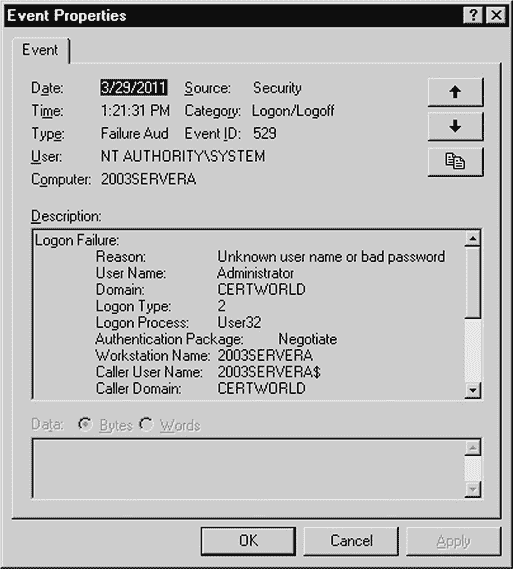 Event Properties
Event
Date: 3/29/2011 Source: Security
Time: 1:21:31 PM Category: Logon/Logoff
Type: Failure Aud Event ID: 529
User: NT AUTHORITY\SYSTEM
Computer: 2003SERVERA
Description:
Logon Failure:
Reason: Unknown user name or bad password
User Name: Administrator
Domain: CERTWORLD
Logon Type: 2
Logon Process: User32
Authentication Package: Negotiate
Workstation Name: 2003SERVERA
Caller User Name: 2003SERVERA$
Caller Domain: CERTWORLD
Data: Bytes Words
OK Cancel Apply